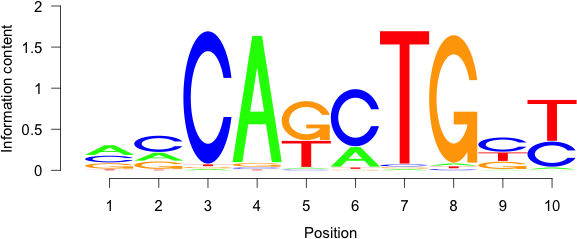 2
1.5
1
0.5
0
Information content
A C C C A G C T G C T
A A T A T C
C G G
1 2 3 4 5 6 7 8 9 10
Position